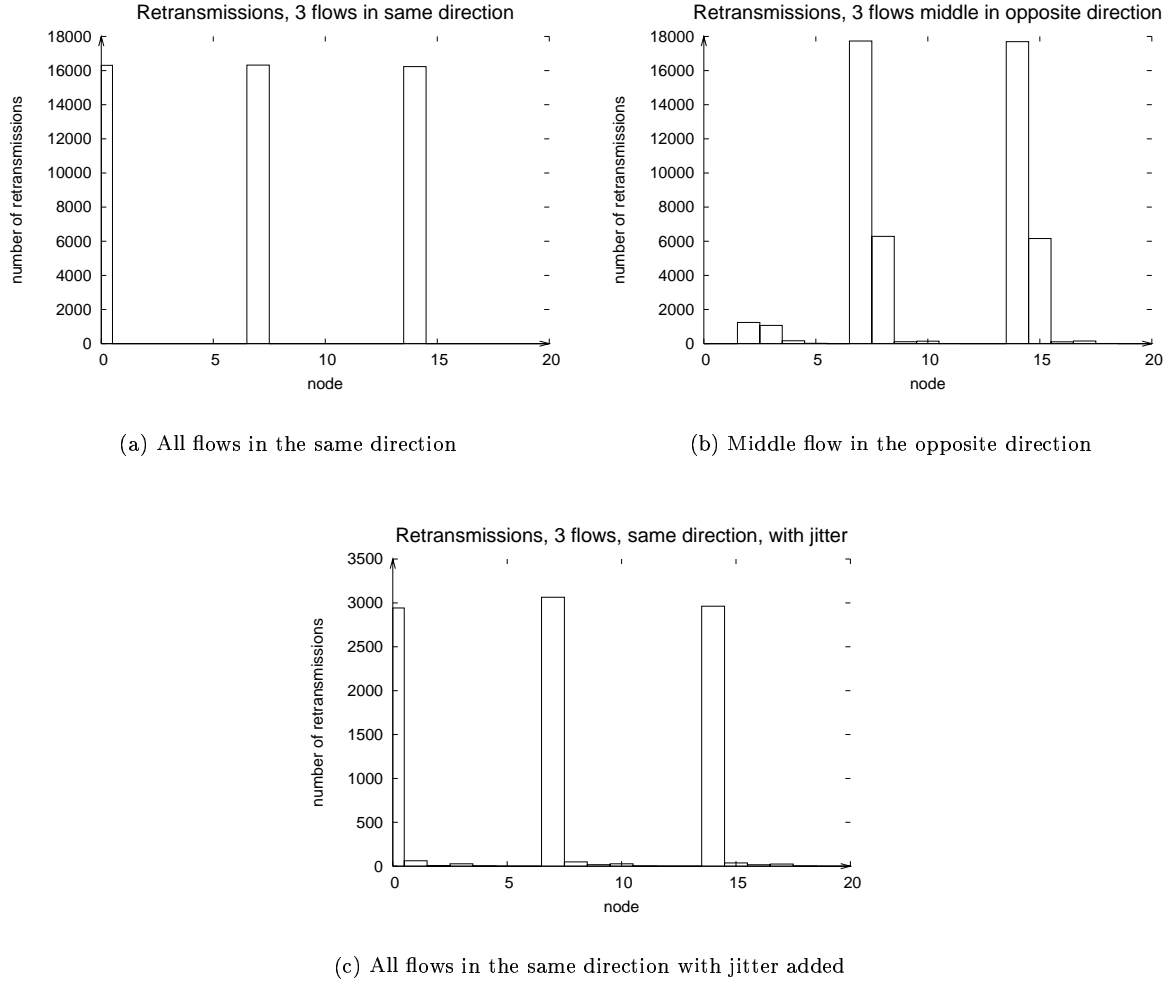 Retransmissions, 3 flows in same direction
18000
16000
14000
12000
10000
8000
6000
4000
2000
0
number of retransmissions
0 5 10 15 20
node
(a) All flows in the same direction
Retransmissions, 3 flows middle in opposite direction
18000
16000
14000
12000
10000
8000
6000
4000
2000
0
number of retransmissions
0 5 10 15 20
node
(b) Middle flow in the opposite direction
Retransmissions, 3 flows, same direction, with jitter
3500
3000
2500
2000
1500
1000
500
0
number of retransmissions
0 5 10 15 20
node
(c) All flows in the same direction with jitter added